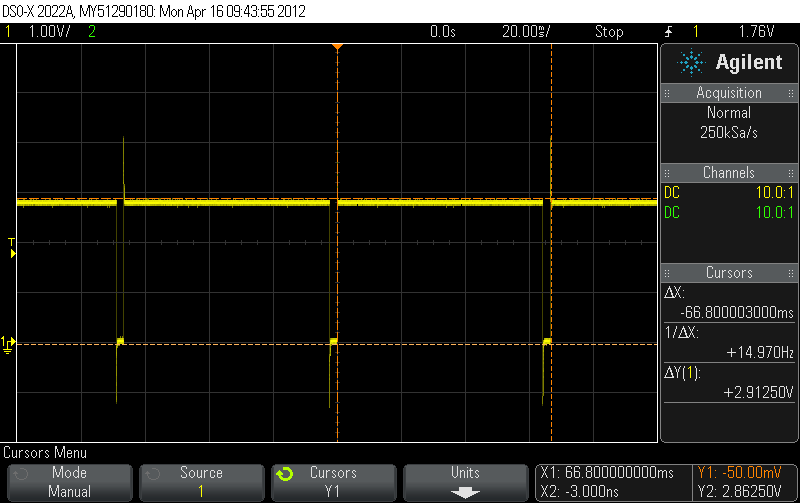 DSO-X 2022A, MY51290180: Mon Apr 16 09:43:55 2012
1 1.00V/ 2 0.0s 20.00ms/ Stop 1 1.76V
Agilent
Acquisition
Normal
250kSa/s
Channels
DC 10.0:1
DC 10.0:1
T
Cursors
ΔX:
-66.800003000ms
1/ΔX:
+14.970Hz
1
ΔY(1):
+2.91250V
Cursors Menu
Mode
Manual
Source
1
Cursors
Y1
Units
X1: 66.800000000ms
X2: -3.000ns
Y1: -50.00mV
Y2: 2.86250V